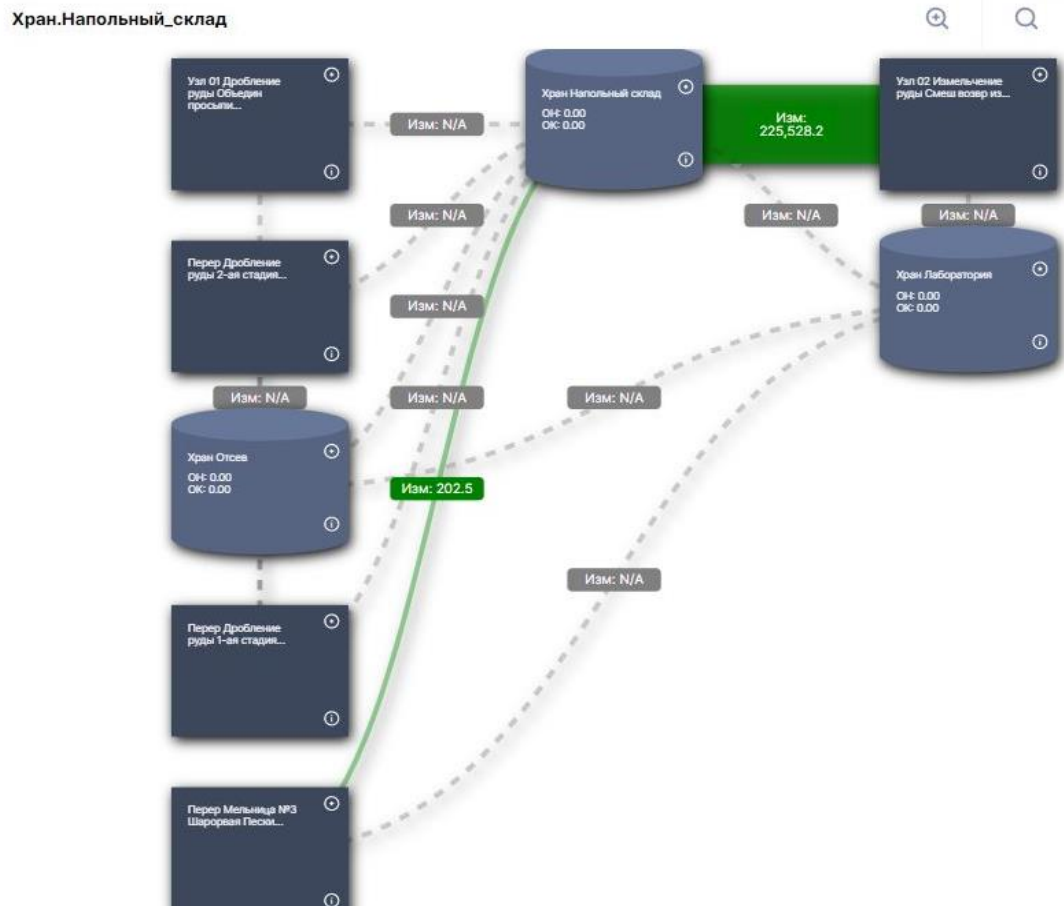 Хран.Напольный_склад
Узл 01 Дробление
руды Объедин
просыпи...
Изм: N/A
Хран Напольный склад
ОН: 0.00
ОК: 0.00
Изм:
225,528.2
Узл 02 Измельчение
руды Смеш возвр из...
Изм: N/A
Изм: N/A
Изм: N/A
Перер Дробление
руды 2-ая стадия...
Хран Лаборатория
ОН: 0.00
ОК: 0.00
Изм: N/A
Изм: N/A
Изм: N/A
Изм: N/A
Хран Отсев
ОН: 0.00
ОК: 0.00
Изм: 202.5
Изм: N/A
Перер Дробление
руды 1-ая стадия...
Перер Мельница №3
Шарорвая Пески...